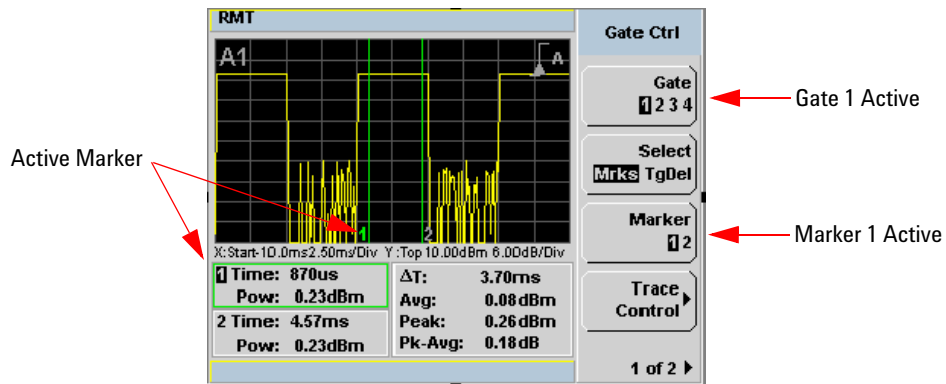 RMT
Gate Ctrl
A1
A
Gate
1 2 3 4
Gate 1 Active
Select
Mrks TgDel
Active Marker
Marker
1 2
Marker 1 Active
1
2
X:Start-10.0ms2.50ms/Div Y:Top 10.00dBm 6.00dB/Div
1 Time: 870us
Pow: 0.23dBm
2 Time: 4.57ms
Pow: 0.23dBm
ΔT: 3.70ms
Avg: 0.08dBm
Peak: 0.26dBm
Pk-Avg: 0.18dB
Trace
Control
1 of 2